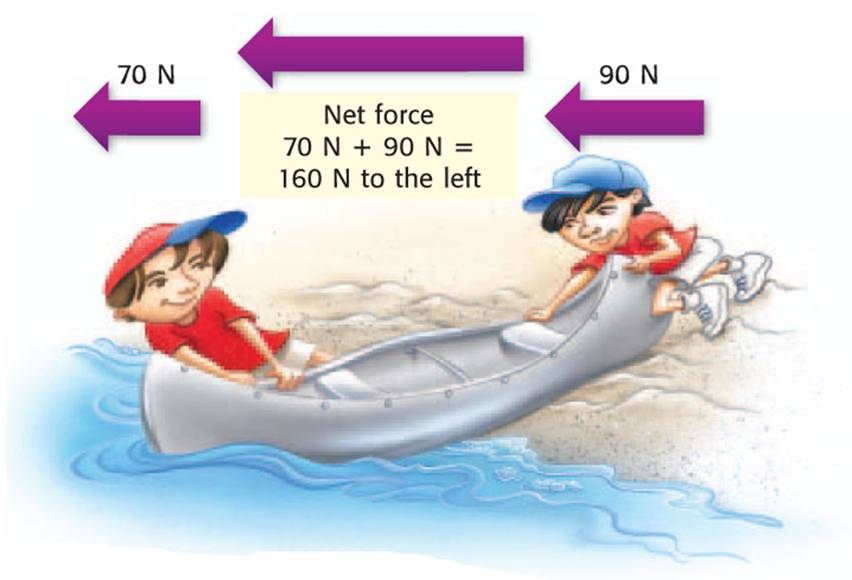 70 N
90 N
Net force
70 N + 90 N =
160 N to the left